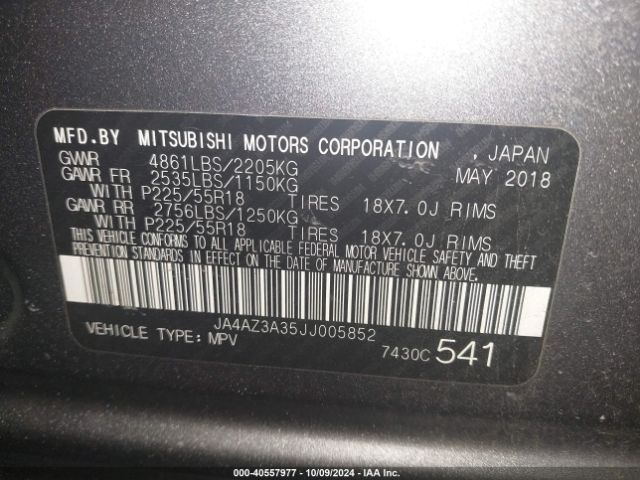 MFD.BY MITSUBISHI MOTORS CORPORATION , JAPAN
GVWR 4861LBS/2205KG MAY 2018
GAWR FR 2535LBS/1150KG
WITH P225/55R18 TIRES 18X7.0J RIMS
GAWR RR 2756LBS/1250KG
WITH P225/55R18 TIRES 18X7.0J RIMS
THIS VEHICLE CONFORMS TO ALL APPLICABLE FEDERAL MOTOR VEHICLE SAFETY AND THEFT
PREVENTION STANDARDS IN EFFECT ON THE DATE OF MANUFACTURE SHOWN ABOVE.
JA4AZ3A35JJ005852
VEHICLE TYPE: MPV 7430C 541
000-40557977 - 10/09/2024 - IAA Inc.